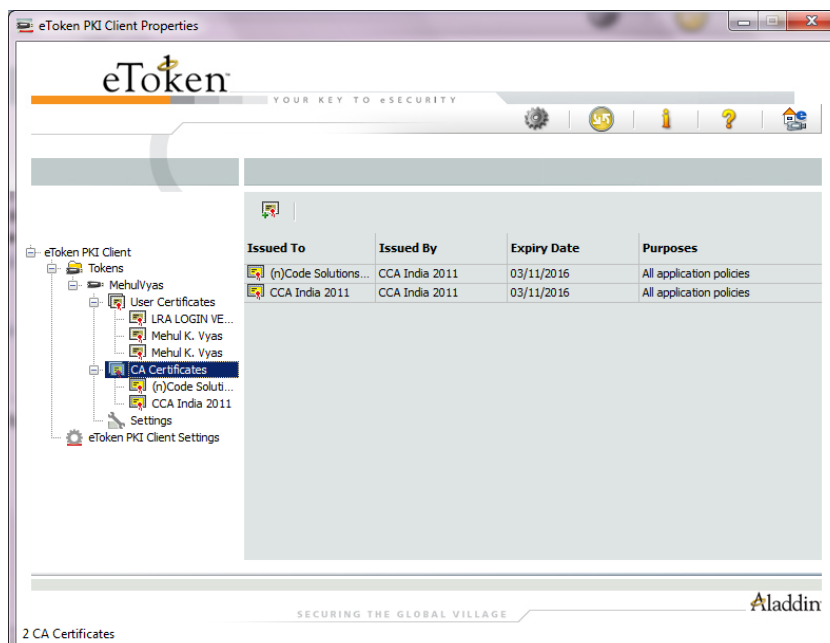 eToken PKI Client Properties
eToken
YOUR KEY TO eSECURITY
eToken PKI Client
Tokens
MehulVyas
User Certificates
LRA LOGIN VE...
Mehul K. Vyas
Mehul K. Vyas
CA Certificates
(n)Code Soluti...
CCA India 2011
Settings
eToken PKI Client Settings
Issued To Issued By Expiry Date Purposes
(n)Code Solutions... CCA India 2011 03/11/2016 All application policies
CCA India 2011 CCA India 2011 03/11/2016 All application policies
Aladdin
SECURING THE GLOBAL VILLAGE
2 CA Certificates